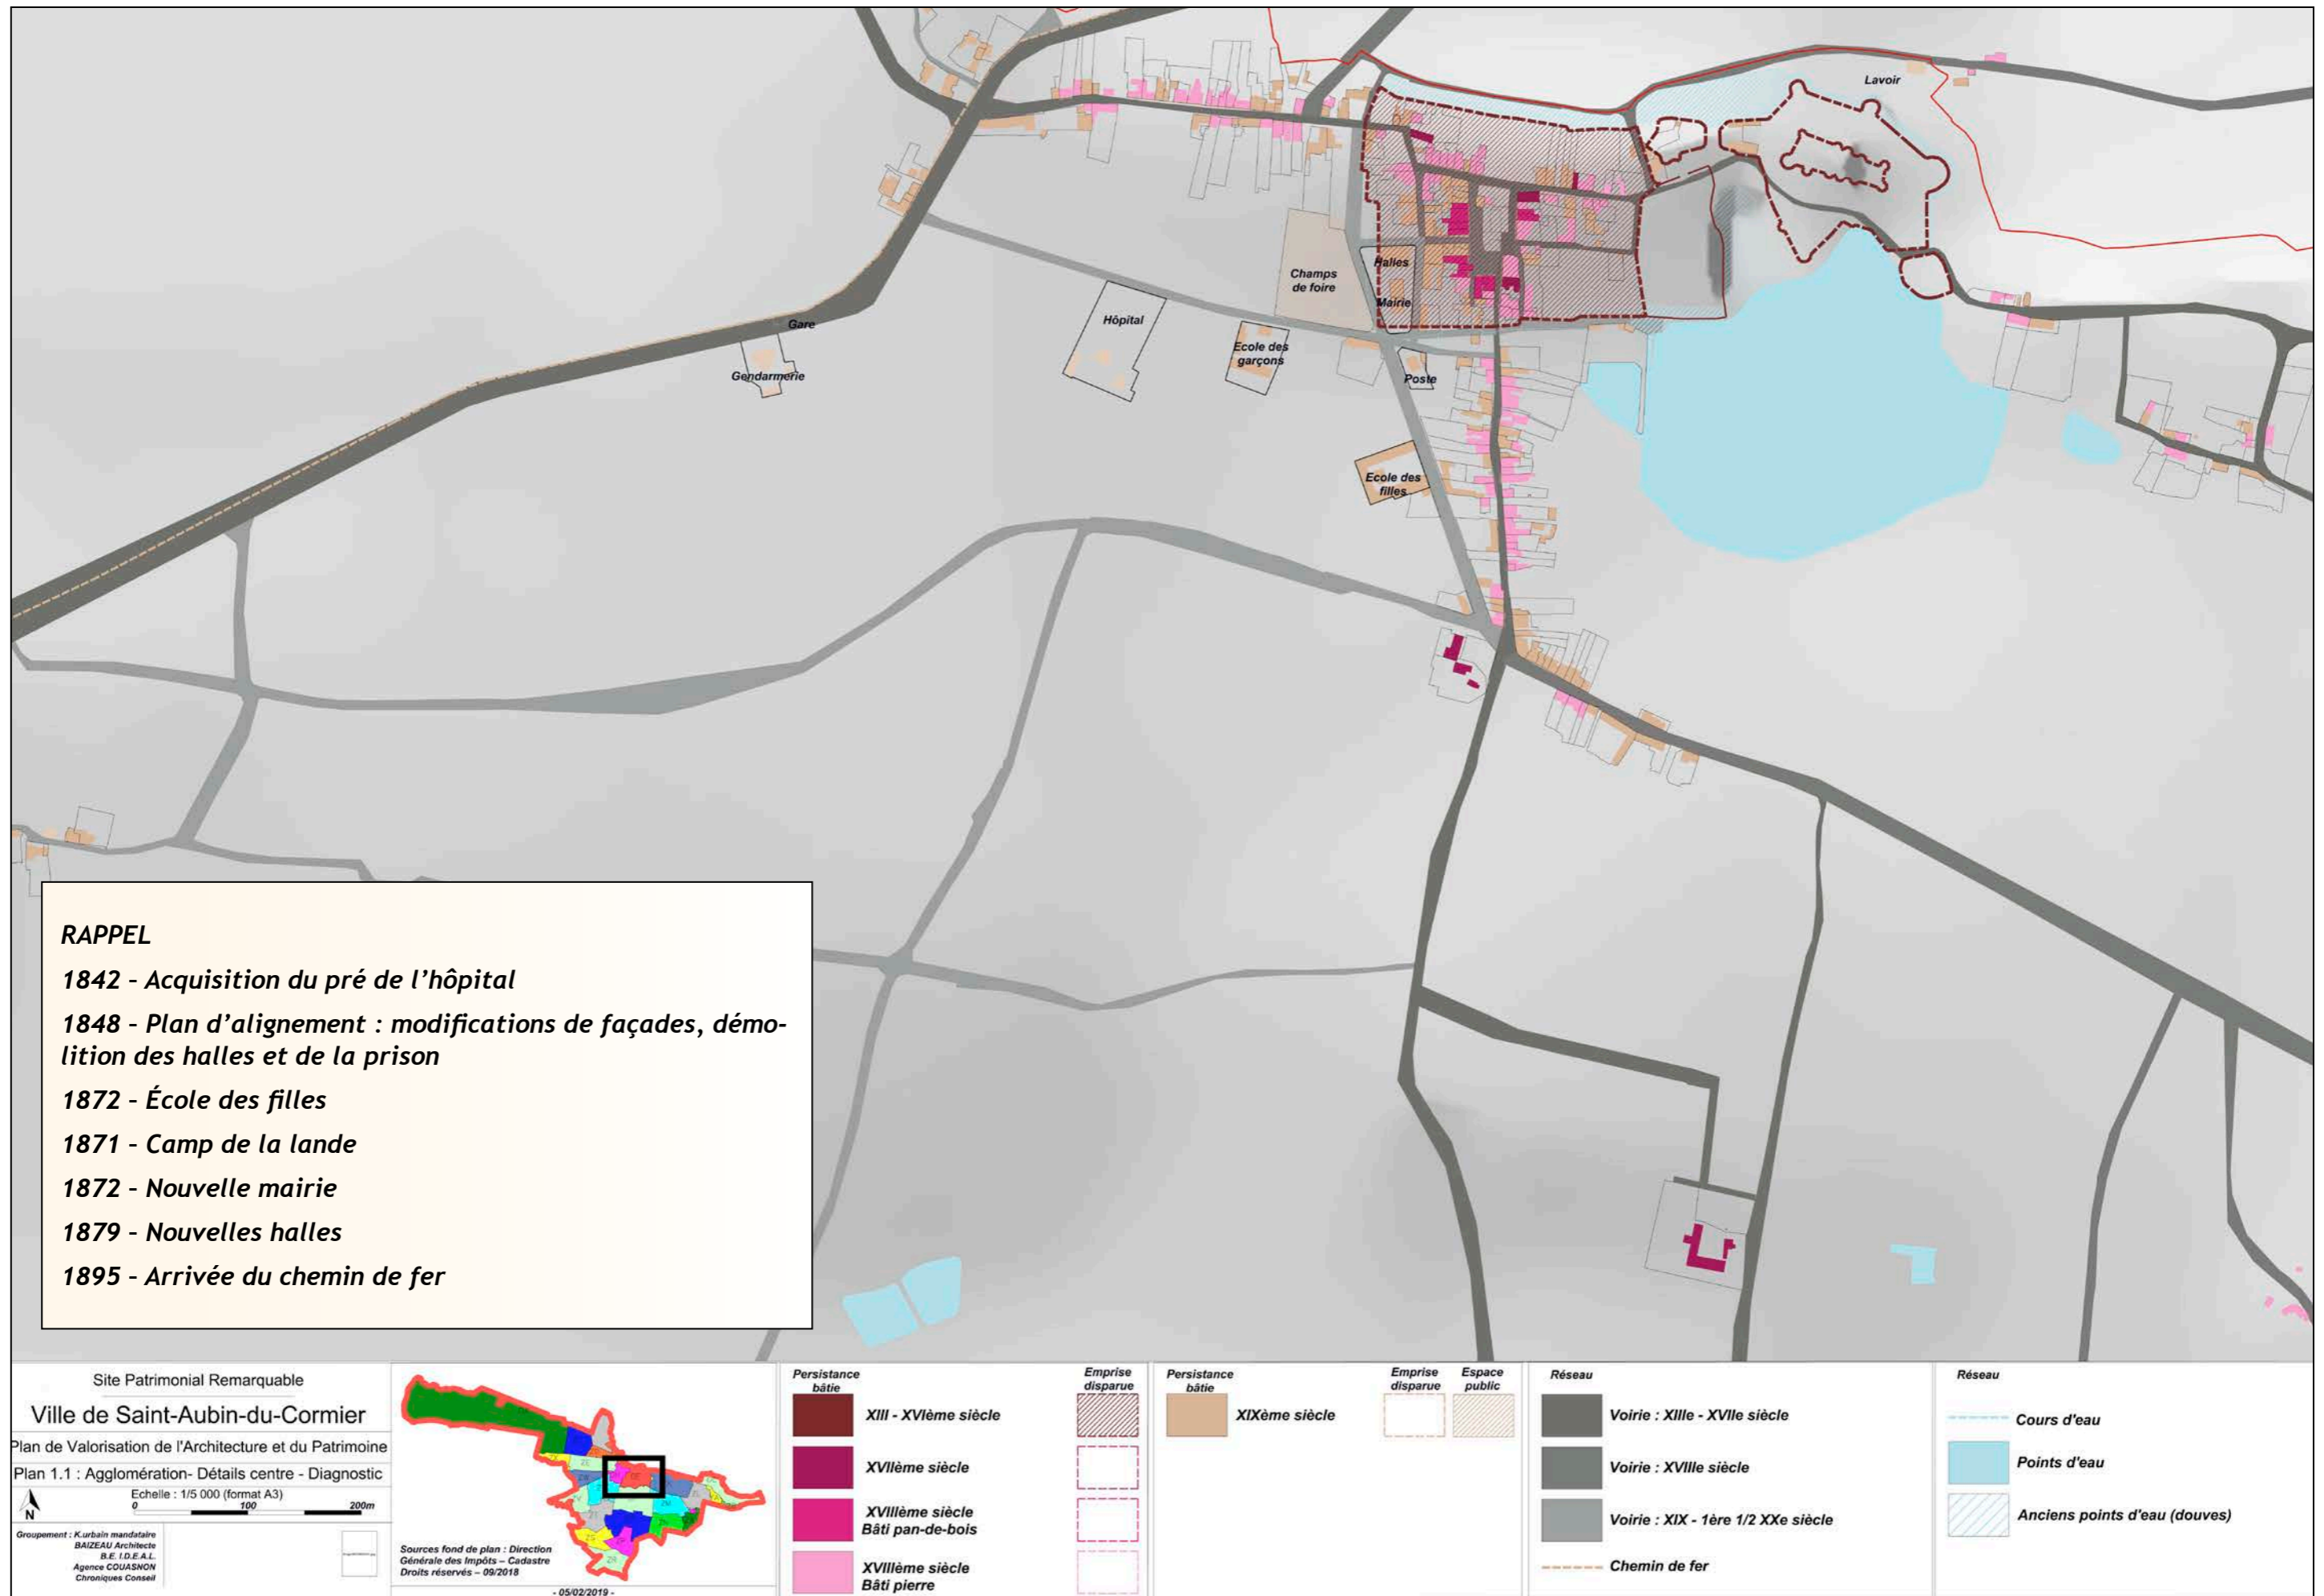 Lavoir
Halles
Champs
de foire
Mairie
Hôpital
Gare
Ecole des
garçons
Gendarmerie
Poste
Ecole des
filles
RAPPEL
1842 - Acquisition du pré de l'hôpital
1848 - Plan d'alignement : modifications de façades, démo-
lition des halles et de la prison
1872 - École des filles
1871 - Camp de la lande
1872 - Nouvelle mairie
1879 - Nouvelles halles
1895 - Arrivée du chemin de fer
Site Patrimonial Remarquable
Ville de Saint-Aubin-du-Cormier
Plan de Valorisation de l'Architecture et du Patrimoine
Plan 1.1 : Agglomération- Détails centre - Diagnostic
Echelle : 1/5 000 (format A3)
0 100 200m
N
Groupement : K.urbain mandataire
BAIZEAU Architecte
B.E. I.D.E.A.L.
Agence COUASNON
Chroniques Conseil
Sources fond de plan : Direction
Générale des Impôts – Cadastre
Droits réservés – 09/2018
- 05/02/2019 -
Persistance
bâtie
Emprise
disparue
XIII - XVIème siècle
XVIIème siècle
XVIIIème siècle
Bâti pan-de-bois
XVIIIème siècle
Bâti pierre
Persistance
bâtie
Emprise
disparue
Espace
public
XIXème siècle
Réseau
Voirie : XIIIe - XVIIe siècle
Voirie : XVIIIe siècle
Voirie : XIX - 1ère 1/2 XXe siècle
Chemin de fer
Réseau
Cours d'eau
Points d'eau
Anciens points d'eau (douves)